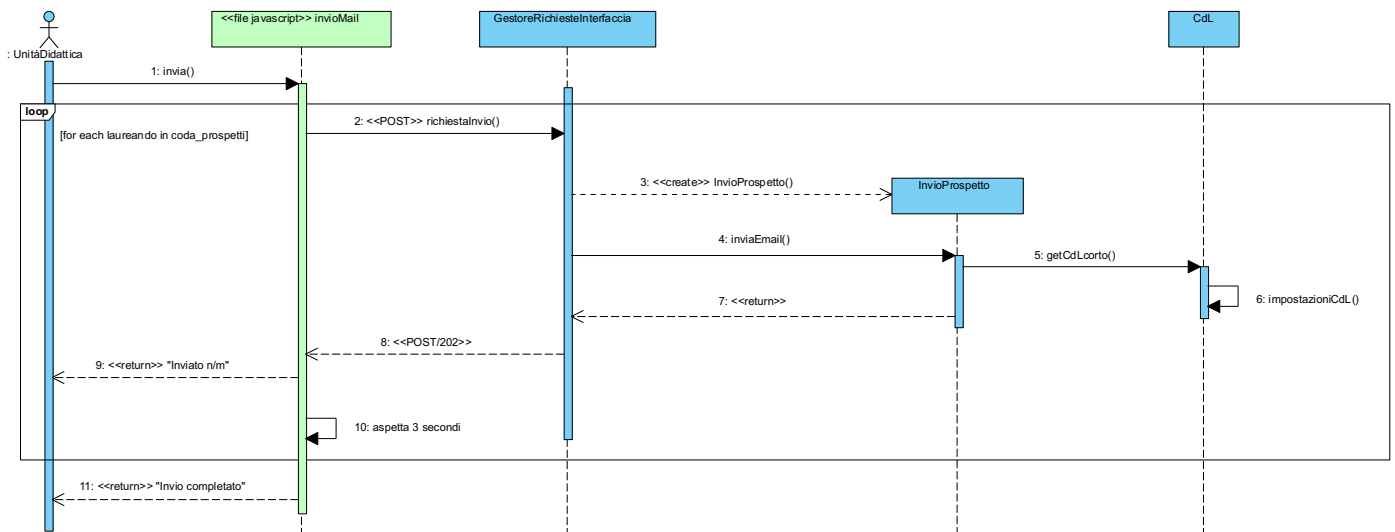 <<file javascript>> invioMail
GestoreRichiesteInterfaccia
CdL
: UnitàDidattica
1: invia()
loop
[for each laureando in coda_prospetti]
2: <<POST>> richiestaInvio()
3: <<create>> InvioProspetto()
InvioProspetto
4: inviaEmail()
5: getCdLcorto()
6: impostazioniCdL()
7: <<return>>
8: <<POST/202>>
9: <<return>> "Inviato n/m"
10: aspetta 3 secondi
11: <<return>> "Invio completato"